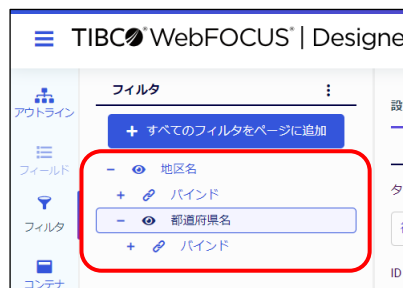 TIBCO WebFOCUS® | Designe
アウトライン
フィールド
フィルタ
コンテナ
フィルタ
+ すべてのフィルタをページに追加
地区名
バインド
都道府県名
バインド
設
タ
ID